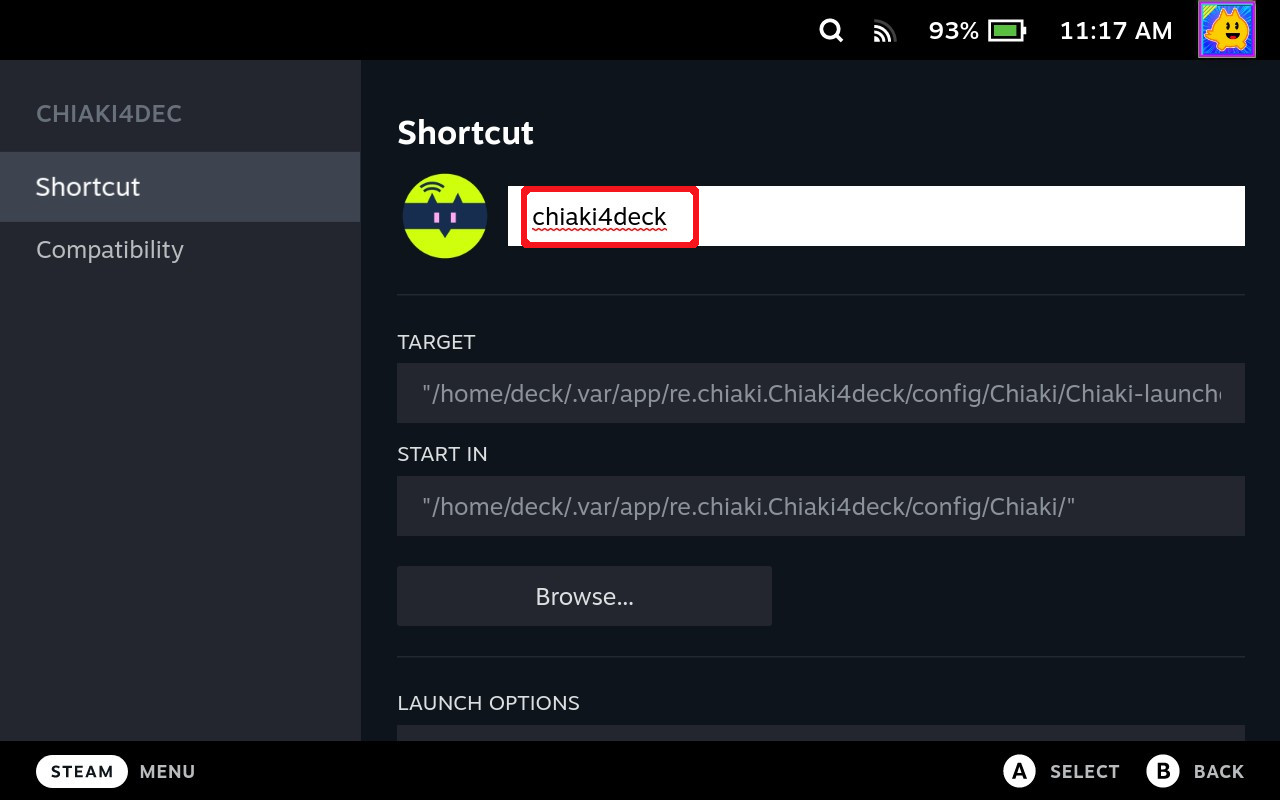 93% 11:17 AM
CHIAKI4DEC
Shortcut
Compatibility
Shortcut
chiaki4deck
TARGET
"/home/deck/.var/app/re.chiaki.Chiaki4deck/config/Chiaki/Chiaki-launch
START IN
"/home/deck/.var/app/re.chiaki.Chiaki4deck/config/Chiaki/"
Browse...
LAUNCH OPTIONS
STEAM MENU
A SELECT B BACK